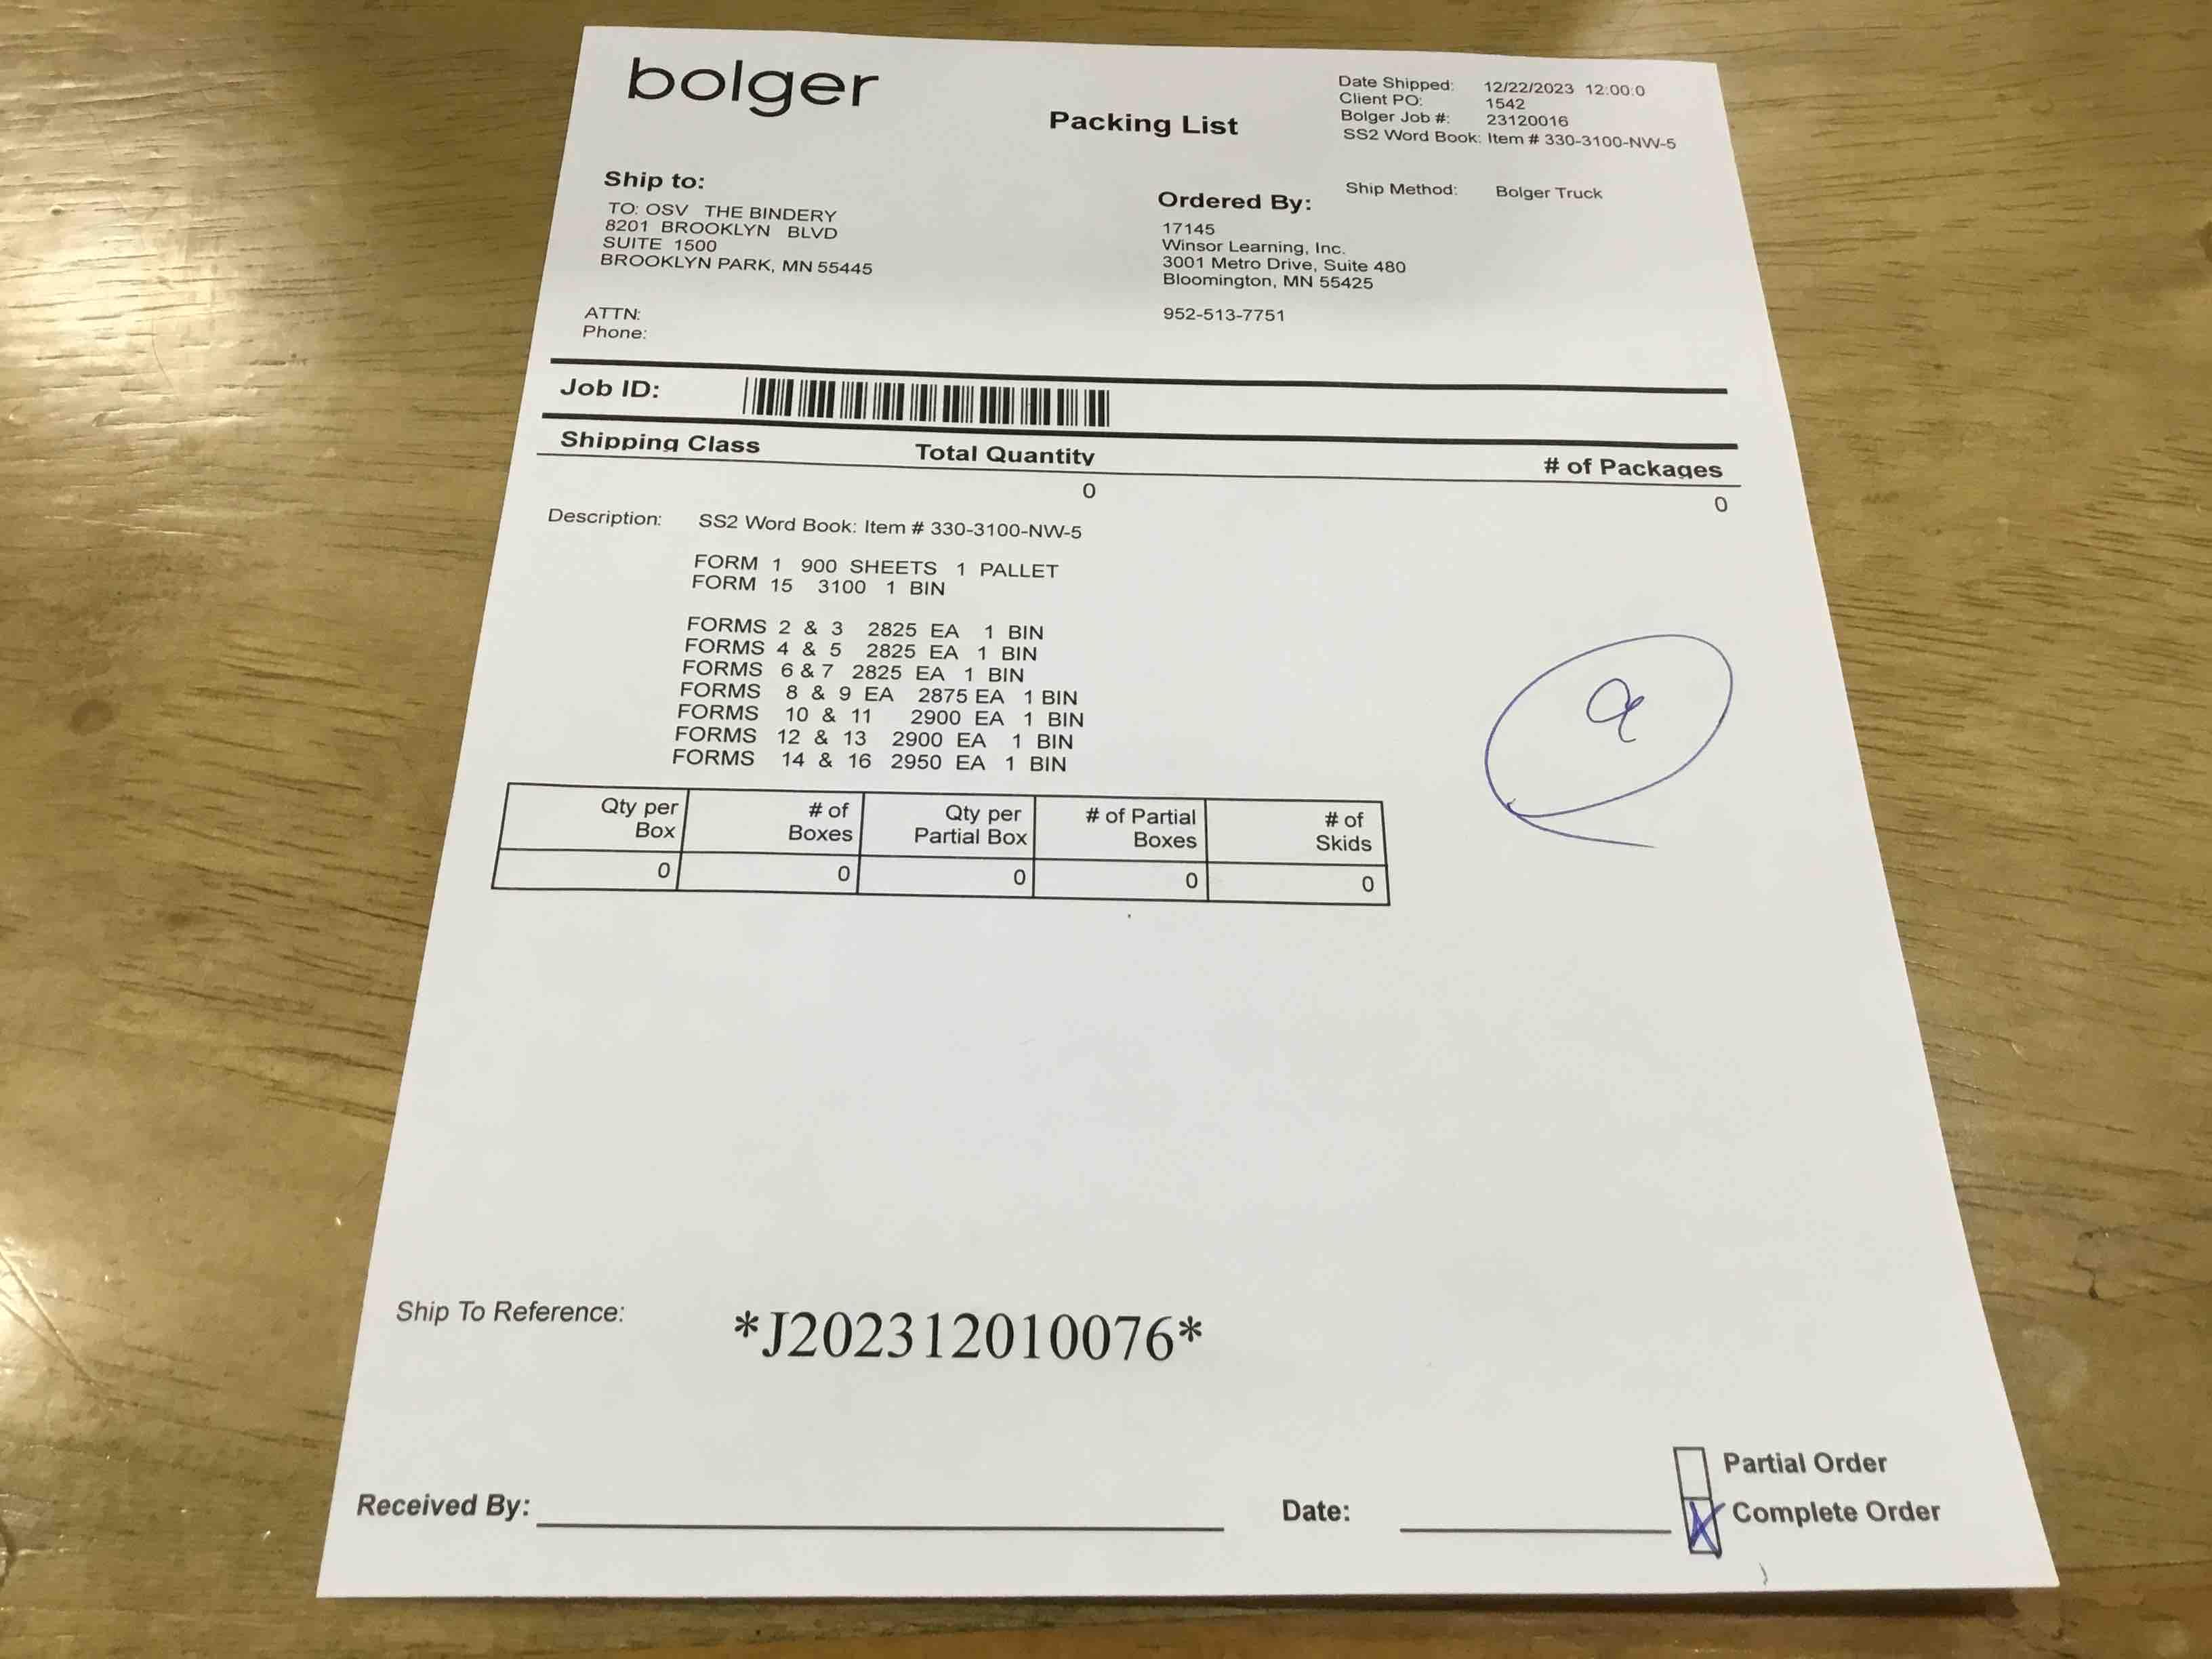 bolger
Packing List
Date Shipped: 12/22/2023 12:00:0
Client PO: 1542
Bolger Job #: 23120016
SS2 Word Book: Item # 330-3100-NW-5
Ship Method: Bolger Truck
Ship to:
TO: OSV THE BINDERY
8201 BROOKLYN BLVD
SUITE 1500
BROOKLYN PARK, MN 55445
ATTN:
Phone:
Ordered By:
17145
Winsor Learning, Inc.
3001 Metro Drive, Suite 480
Bloomington, MN 55425
952-513-7751
Job ID:
Shipping Class Total Quantity # of Packages
0 0
Description: SS2 Word Book: Item # 330-3100-NW-5
FORM 1 900 SHEETS 1 PALLET
FORM 15 3100 1 BIN
FORMS 2 & 3 2825 EA 1 BIN
FORMS 4 & 5 2825 EA 1 BIN
FORMS 6 & 7 2825 EA 1 BIN
FORMS 8 & 9 EA 2875 EA 1 BIN
FORMS 10 & 11 2900 EA 1 BIN
FORMS 12 & 13 2900 EA 1 BIN
FORMS 14 & 16 2950 EA 1 BIN
Qty per Box # of Boxes Qty per Partial Box # of Partial Boxes # of Skids
0 0 0 0 0
Ship To Reference: *J202312010076*
Partial Order
Received By: Date: Complete Order